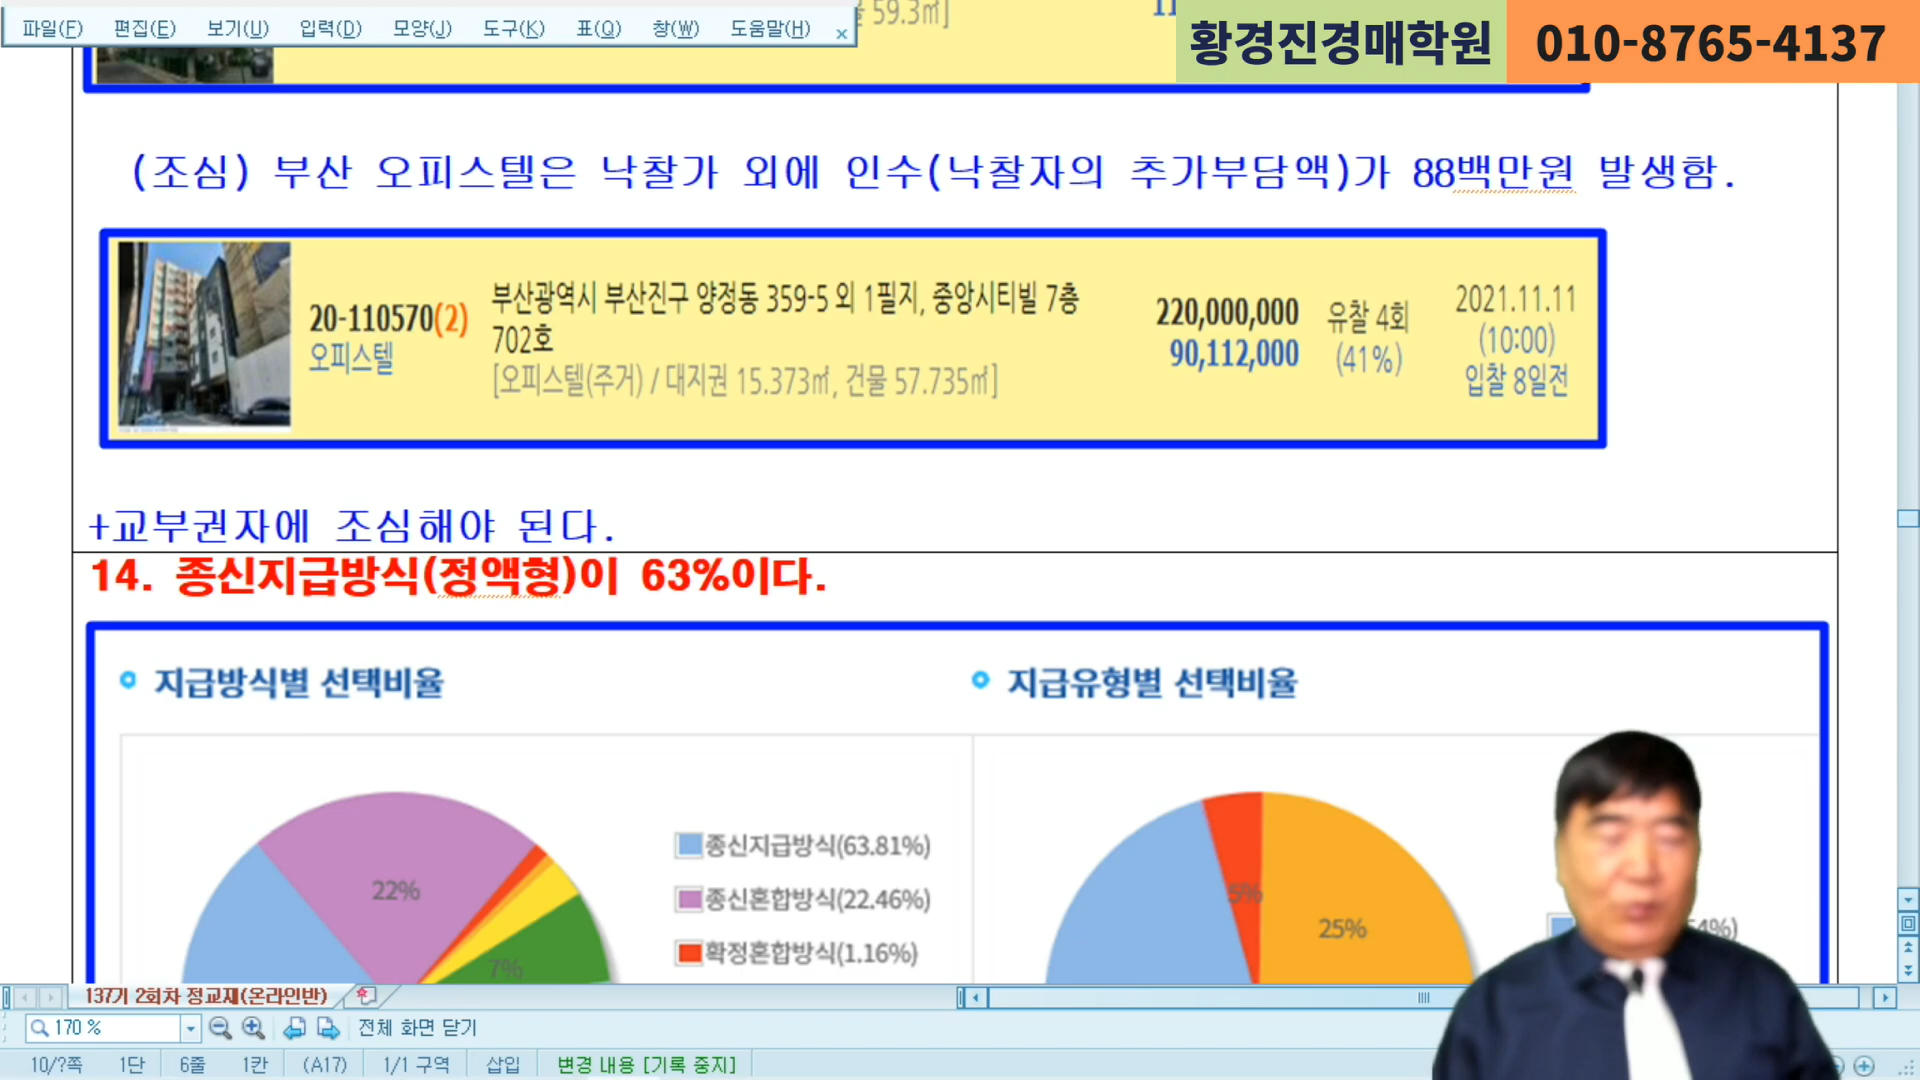 파일(F) 편집(E) 보기(U) 입력(D) 모양(J) 도구(K) 표(Q) 창(W) 도움말(H)
59.3㎡]
황경진경매학원 010-8765-4137
(조심) 부산 오피스텔은 낙찰가 외에 인수(낙찰자의 추가부담액)가 88백만원 발생함.
20-110570(2)
오피스텔
부산광역시 부산진구 양정동 359-5 외 1필지, 중앙시티빌 7층
702호
[오피스텔(주거) / 대지권 15.373㎡, 건물 57.735㎡]
220,000,000
90,112,000
유찰 4회
(41%)
2021.11.11
(10:00)
입찰 8일전
+교부권자에 조심해야 된다.
14. 종신지급방식(정액형)이 63%이다.
지급방식별 선택비율
22%
7%
종신지급방식(63.81%)
종신혼합방식(22.46%)
확정혼합방식(1.16%)
지급유형별 선택비율
5%
25%
4%)
137기 2회차 정교재(온라인반)
170 %
전체 화면 닫기
10/?쪽 1단 6줄 1칸 (A17) 1/1 구역 삽입 변경 내용 [기록 중지]